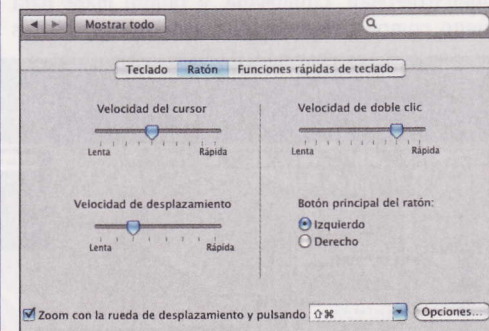 Mostrar todo
Teclado Ratón Funciones rápidas de teclado
Velocidad del cursor
Lenta Rápida
Velocidad de doble clic
Lenta Rápida
Velocidad de desplazamiento
Lenta Rápida
Botón principal del ratón:
Izquierdo
Derecho
Zoom con la rueda de desplazamiento y pulsando ⇧⌘ Opciones...